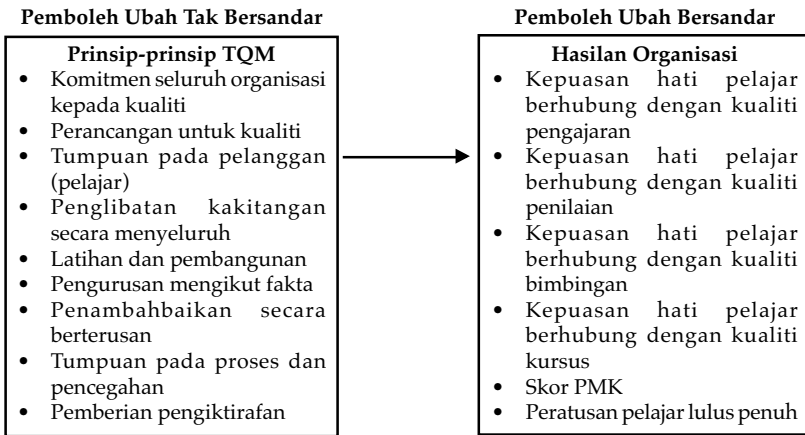 Pemboleh Ubah Tak Bersandar
Prinsip-prinsip TQM
• Komitmen seluruh organisasi
kepada kualiti
• Perancangan untuk kualiti
• Tumpuan pada pelanggan
(pelajar)
• Penglibatan kakitangan
secara menyeluruh
• Latihan dan pembangunan
• Pengurusan mengikut fakta
• Penambahbaikan secara
berterusan
• Tumpuan pada proses dan
pencegahan
• Pemberian pengiktirafan
Pemboleh Ubah Bersandar
Hasilan Organisasi
• Kepuasan hati pelajar
berhubung dengan kualiti
pengajaran
• Kepuasan hati pelajar
berhubung dengan kualiti
penilaian
• Kepuasan hati pelajar
berhubung dengan kualiti
bimbingan
• Kepuasan hati pelajar
berhubung dengan kualiti
kursus
• Skor PMK
• Peratusan pelajar lulus penuh